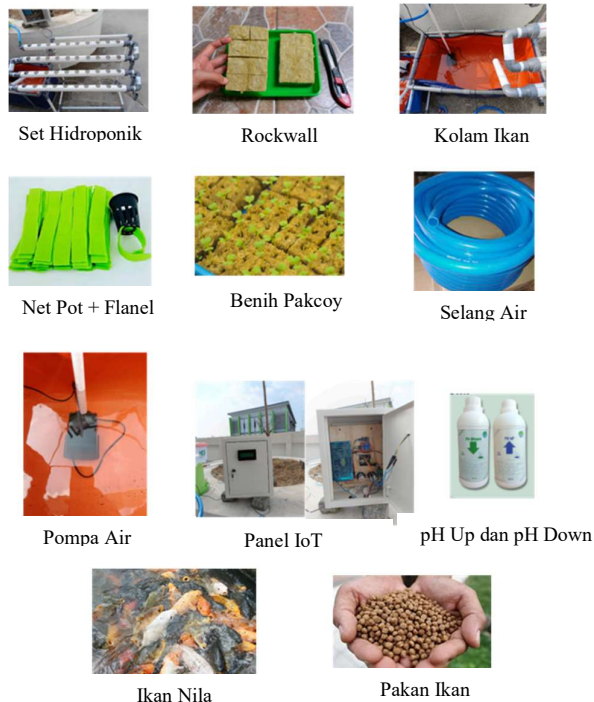 Set Hidroponik
Rockwall
Kolam Ikan
Net Pot + Flanel
Benih Pakcoy
Selang Air
Pompa Air
Panel IoT
pH Up dan pH Down
Ikan Nila
Pakan Ikan